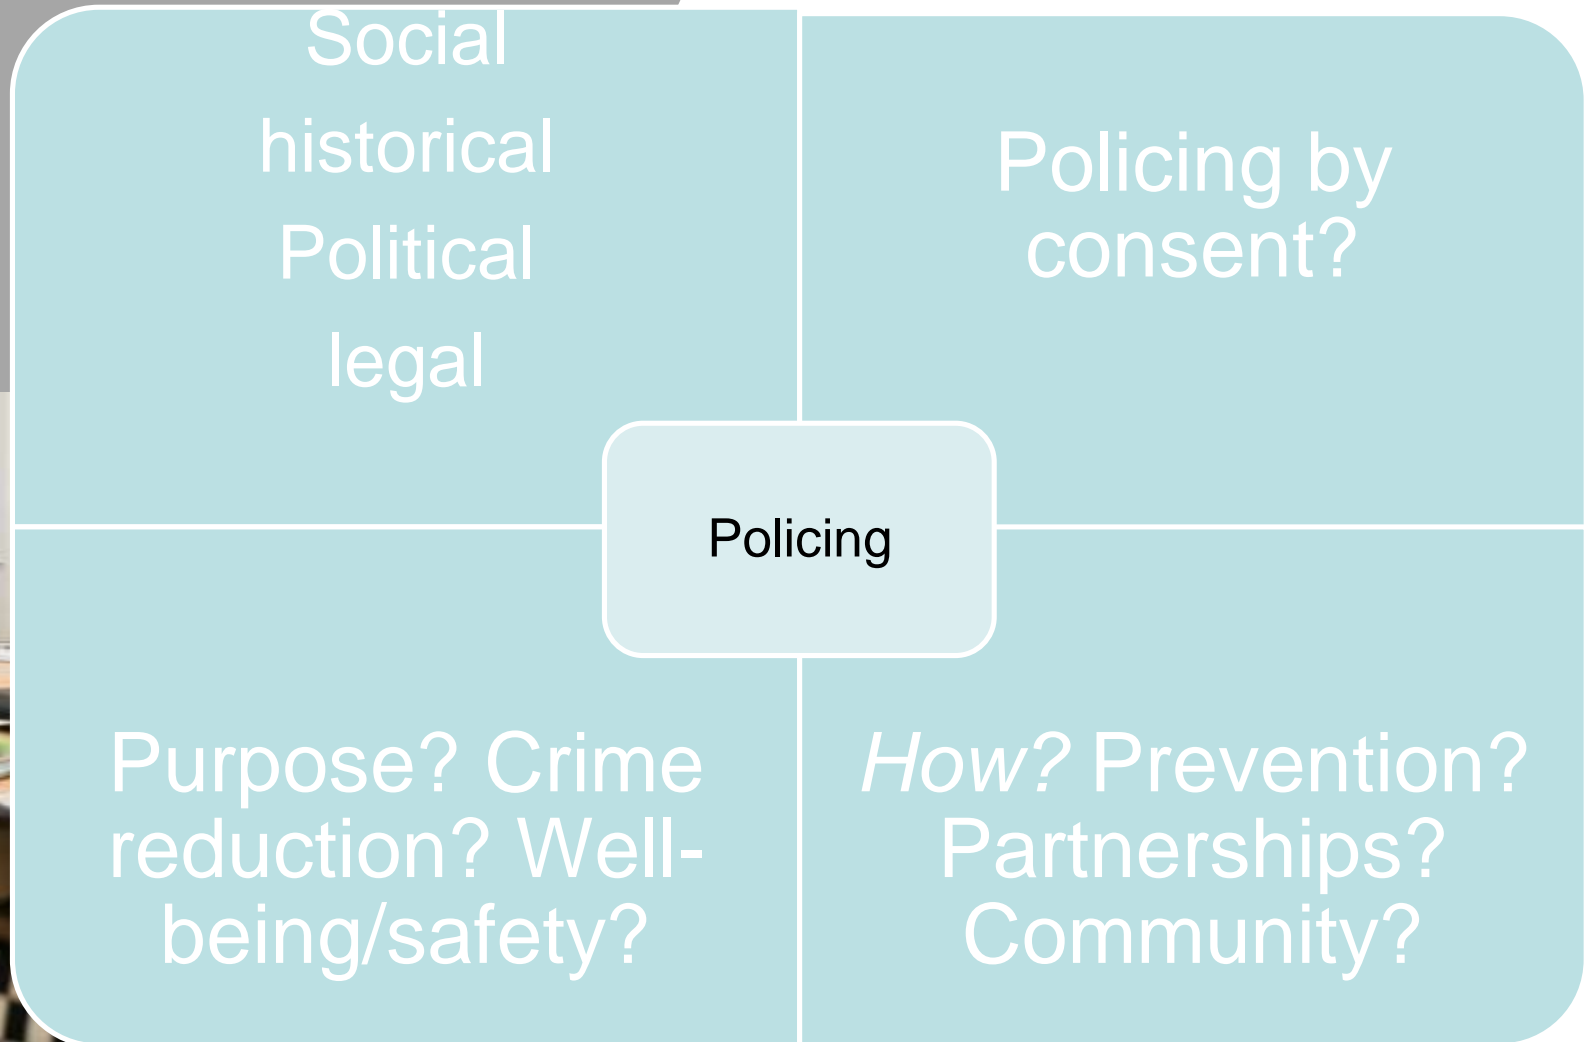 Social
historical
Political
legal
Policing by
consent?
Policing
Purpose? Crime
reduction? Well-
being/safety?
How? Prevention?
Partnerships?
Community?